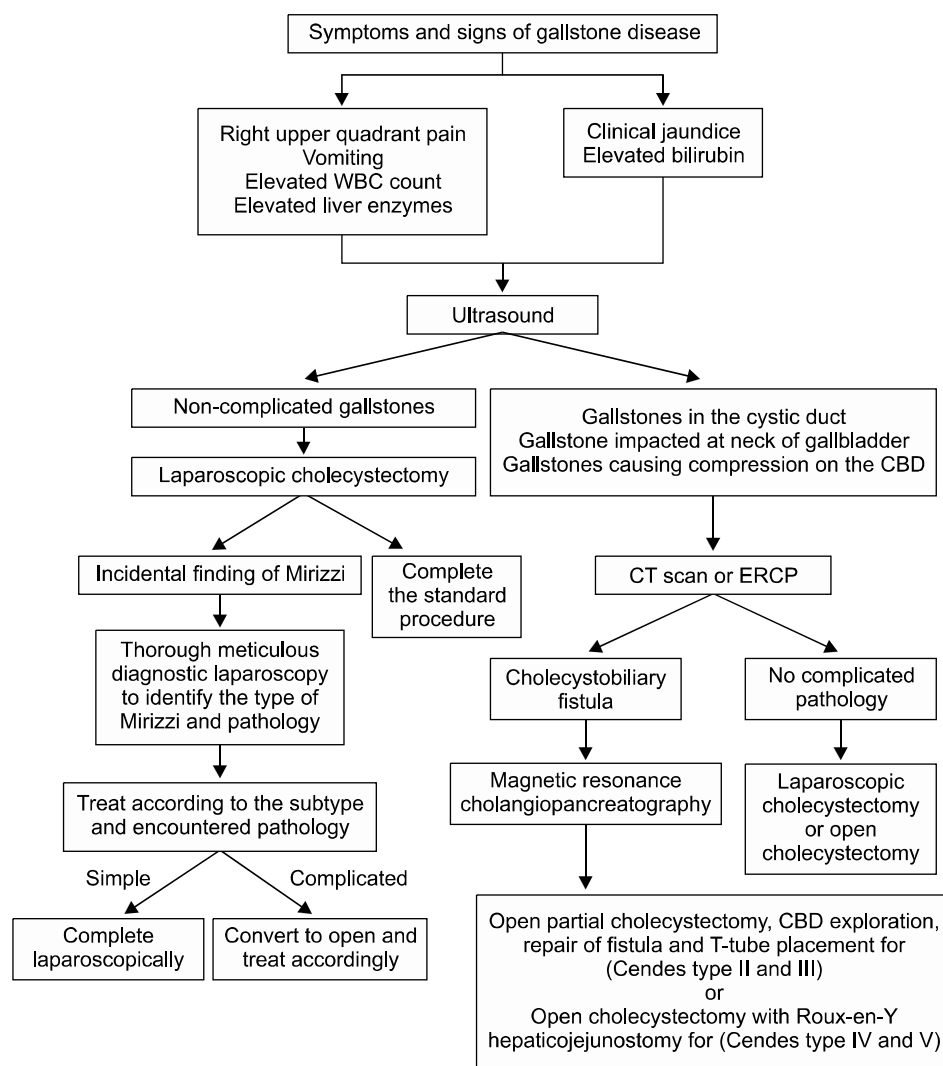 Symptoms and signs of gallstone disease
Right upper quadrant pain
Vomiting
Elevated WBC count
Elevated liver enzymes
Clinical jaundice
Elevated bilirubin
Ultrasound
Non-complicated gallstones
Gallstones in the cystic duct
Gallstone impacted at neck of gallbladder
Gallstones causing compression on the CBD
Laparoscopic cholecystectomy
Incidental finding of Mirizzi
Complete
the standard
procedure
CT scan or ERCP
Thorough meticulous
diagnostic laparoscopy
to identify the type of
Mirizzi and pathology
Cholecystobiliary
fistula
No complicated
pathology
Treat according to the subtype
and encountered pathology
Magnetic resonance
cholangiopancreatography
Laparoscopic
cholecystectomy
or open
cholecystectomy
Simple
Complicated
Complete
laparoscopically
Convert to open and
treat accordingly
Open partial cholecystectomy, CBD exploration,
repair of fistula and T-tube placement for
(Cendes type II and III)
or
Open cholecystectomy with Roux-en-Y
hepaticojejunostomy for (Cendes type IV and V)